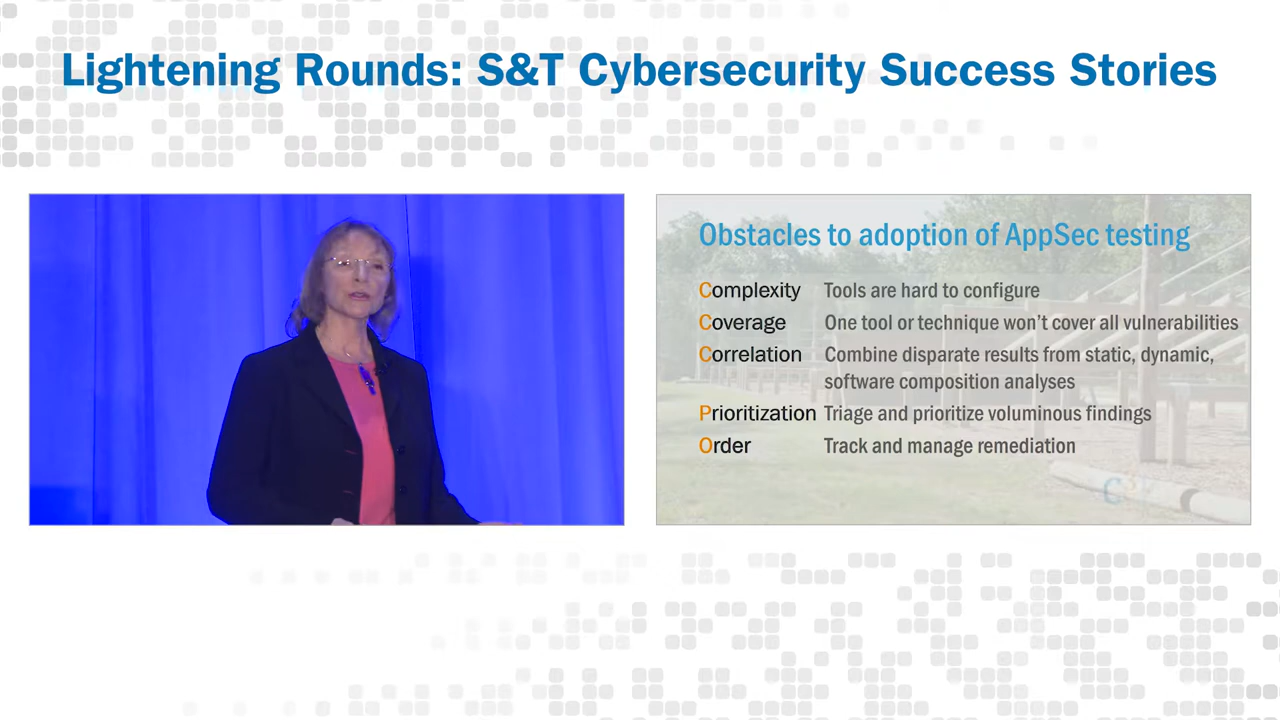 Lightening Rounds: S&T Cybersecurity Success Stories
Obstacles to adoption of AppSec testing
Complexity Tools are hard to configure
Coverage One tool or technique won't cover all vulnerabilities
Correlation Combine disparate results from static, dynamic,
software composition analyses
Prioritization Triage and prioritize voluminous findings
Order Track and manage remediation